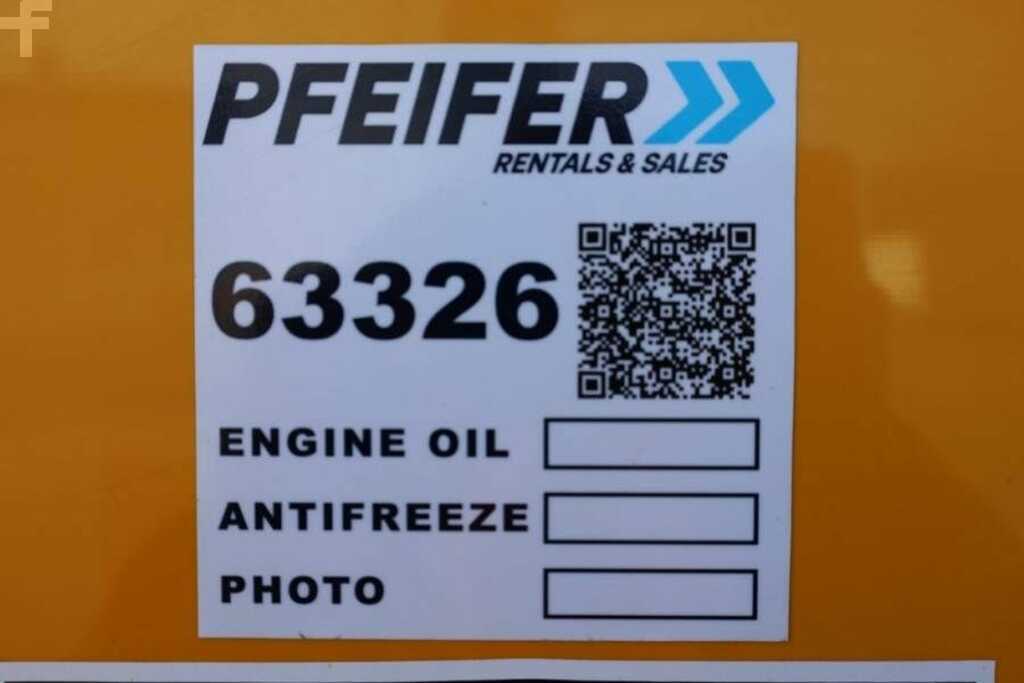 PFEIFER
RENTALS & SALES
63326
ENGINE OIL
ANTIFREEZE
PHOTO